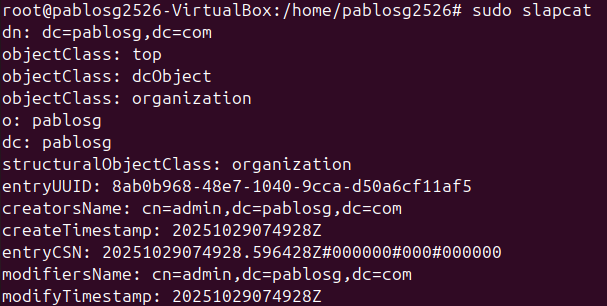 root@pablosg2526-VirtualBox:/home/pablosg2526# sudo slapcat
dn: dc=pablosg,dc=com
objectClass: top
objectClass: dcObject
objectClass: organization
o: pablosg
dc: pablosg
structuralObjectClass: organization
entryUUID: 8ab0b968-48e7-1040-9cca-d50a6cf11af5
creatorsName: cn=admin,dc=pablosg,dc=com
createTimestamp: 20251029074928Z
entryCSN: 20251029074928.596428Z#000000#000#000000
modifiersName: cn=admin,dc=pablosg,dc=com
modifyTimestamp: 20251029074928Z